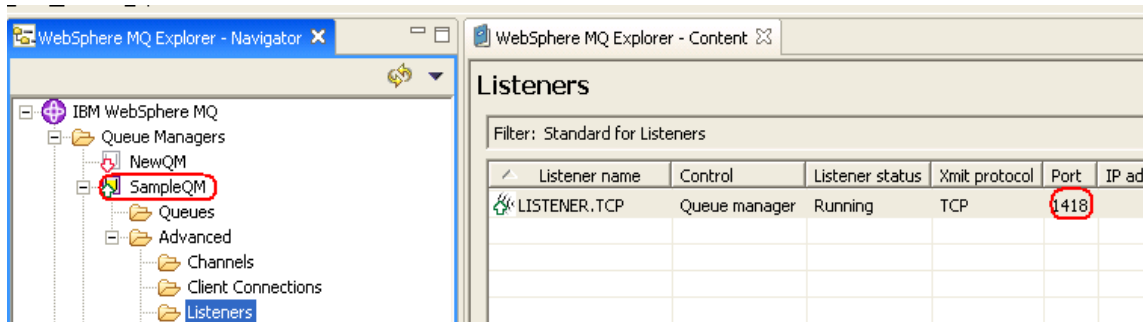 WebSphere MQ Explorer - Navigator
WebSphere MQ Explorer - Content
IBM WebSphere MQ
Queue Managers
NewQM
SampleQM
Queues
Advanced
Channels
Client Connections
Listeners
Listeners
Filter: Standard for Listeners
Listener name Control Listener status Xmit protocol Port IP ad
LISTENER.TCP Queue manager Running TCP 1418